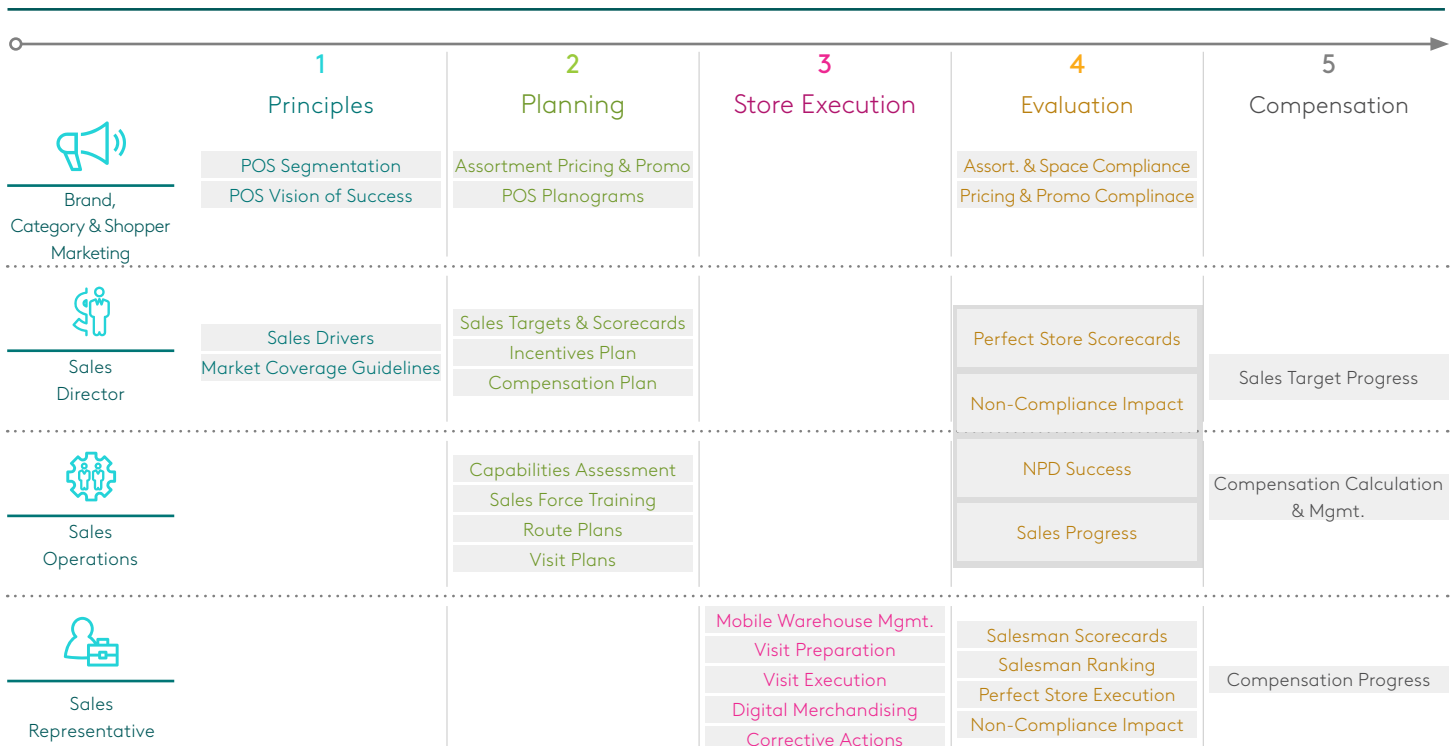 1
2
3
4
5
Principles
Planning
Store Execution
Evaluation
Compensation
Brand,
Category & Shopper
Marketing
POS Segmentation
POS Vision of Success
Assortment Pricing & Promo
POS Planograms
Assort. & Space Compliance
Pricing & Promo Complinace
Sales
Director
Sales Drivers
Market Coverage Guidelines
Sales Targets & Scorecards
Incentives Plan
Compensation Plan
Perfect Store Scorecards
Non-Compliance Impact
Sales Target Progress
Sales
Operations
Capabilities Assessment
Sales Force Training
Route Plans
Visit Plans
NPD Success
Sales Progress
Compensation Calculation
& Mgmt.
Sales
Representative
Mobile Warehouse Mgmt.
Visit Preparation
Visit Execution
Digital Merchandising
Corrective Actions
Salesman Scorecards
Salesman Ranking
Perfect Store Execution
Non-Compliance Impact
Compensation Progress